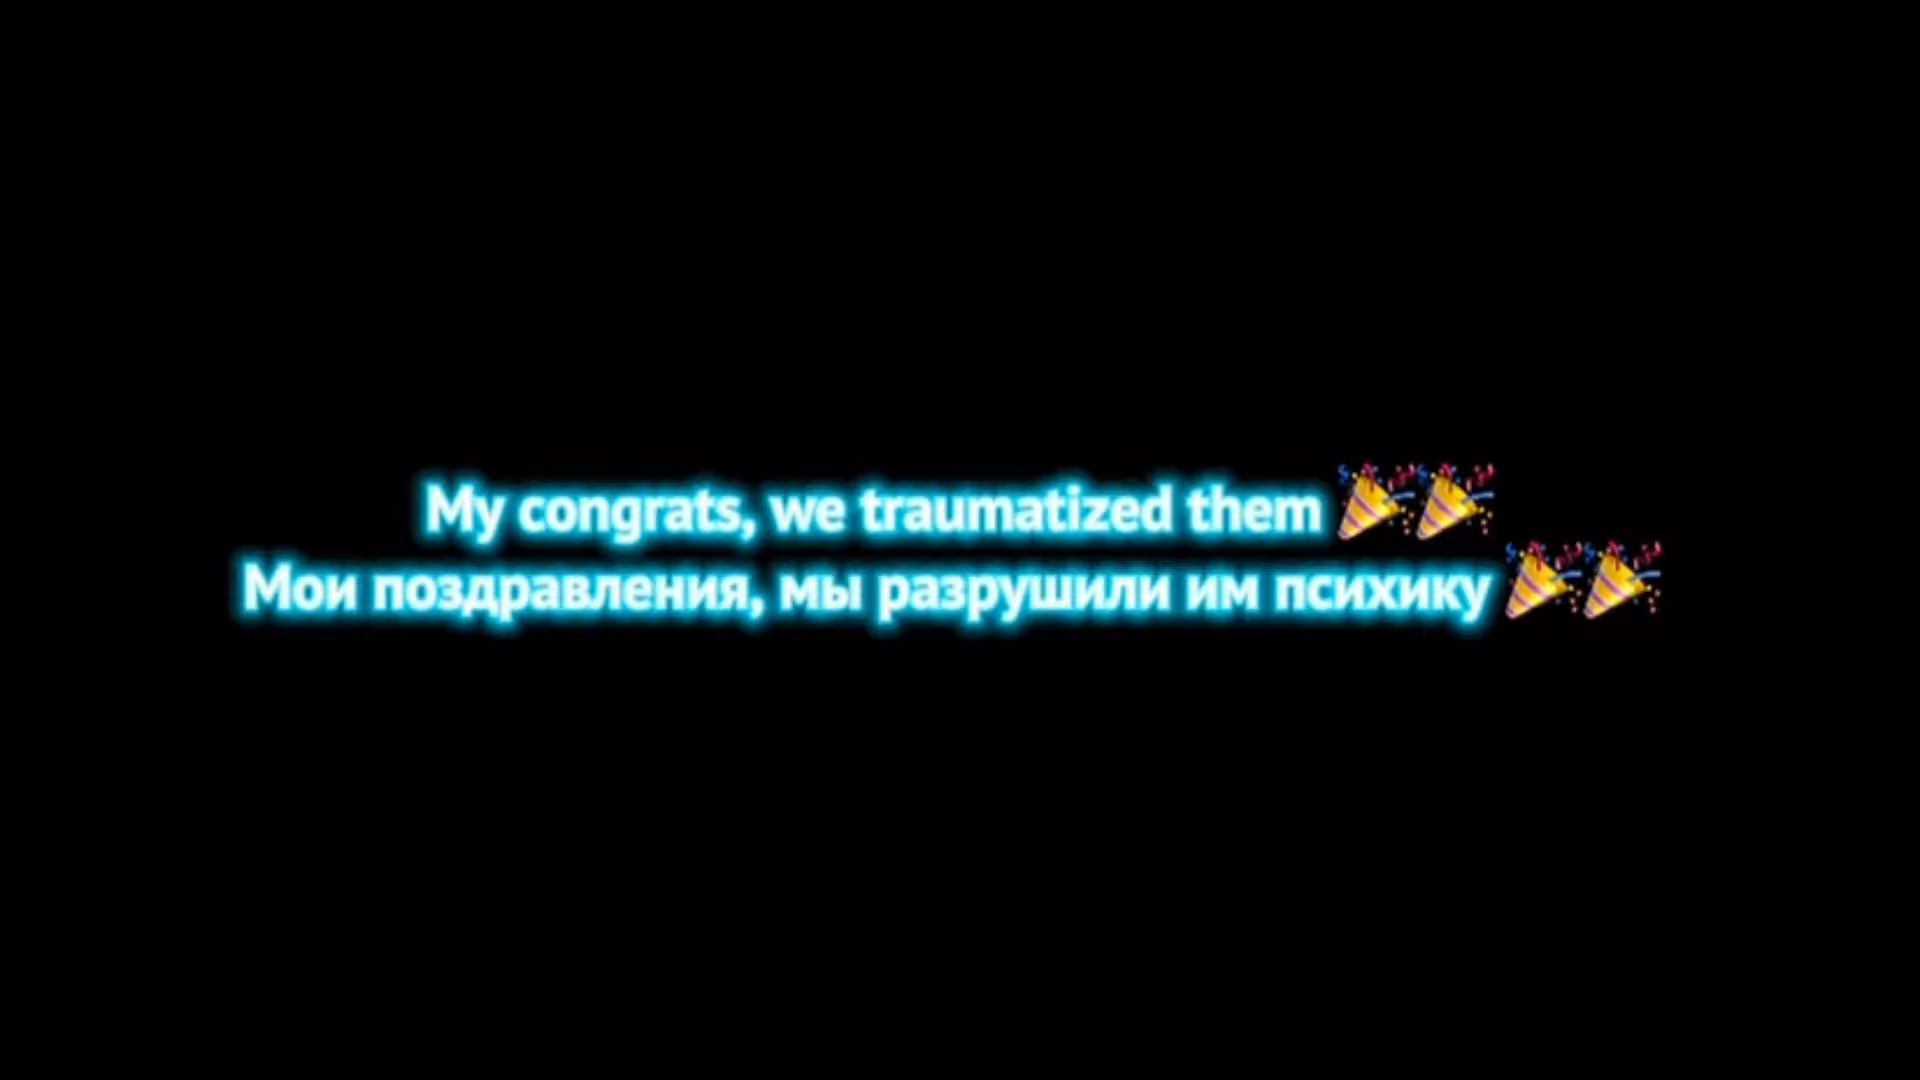 My congrats, we traumatized them 🎉🎉
Мои поздравления, мы разрушили им психику 🎉🎉